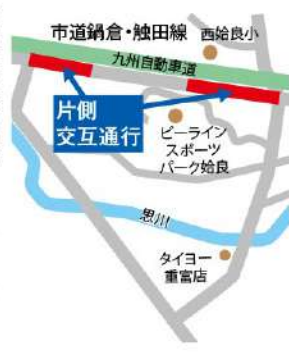 市道鍋倉・触田線
西姶良小
九州自動車道
片側
交互通行
ビーライン
スポーツ
パーク姶良
思川
タイヨー
重富店